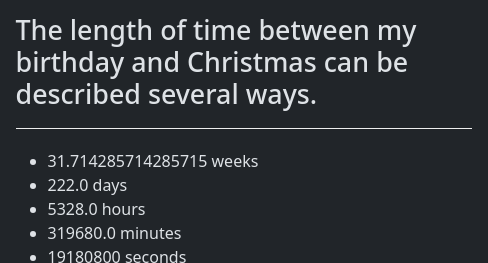 The length of time between my
birthday and Christmas can be
described several ways.
31.714285714285715 weeks
222.0 days
5328.0 hours
319680.0 minutes
19180800 seconds